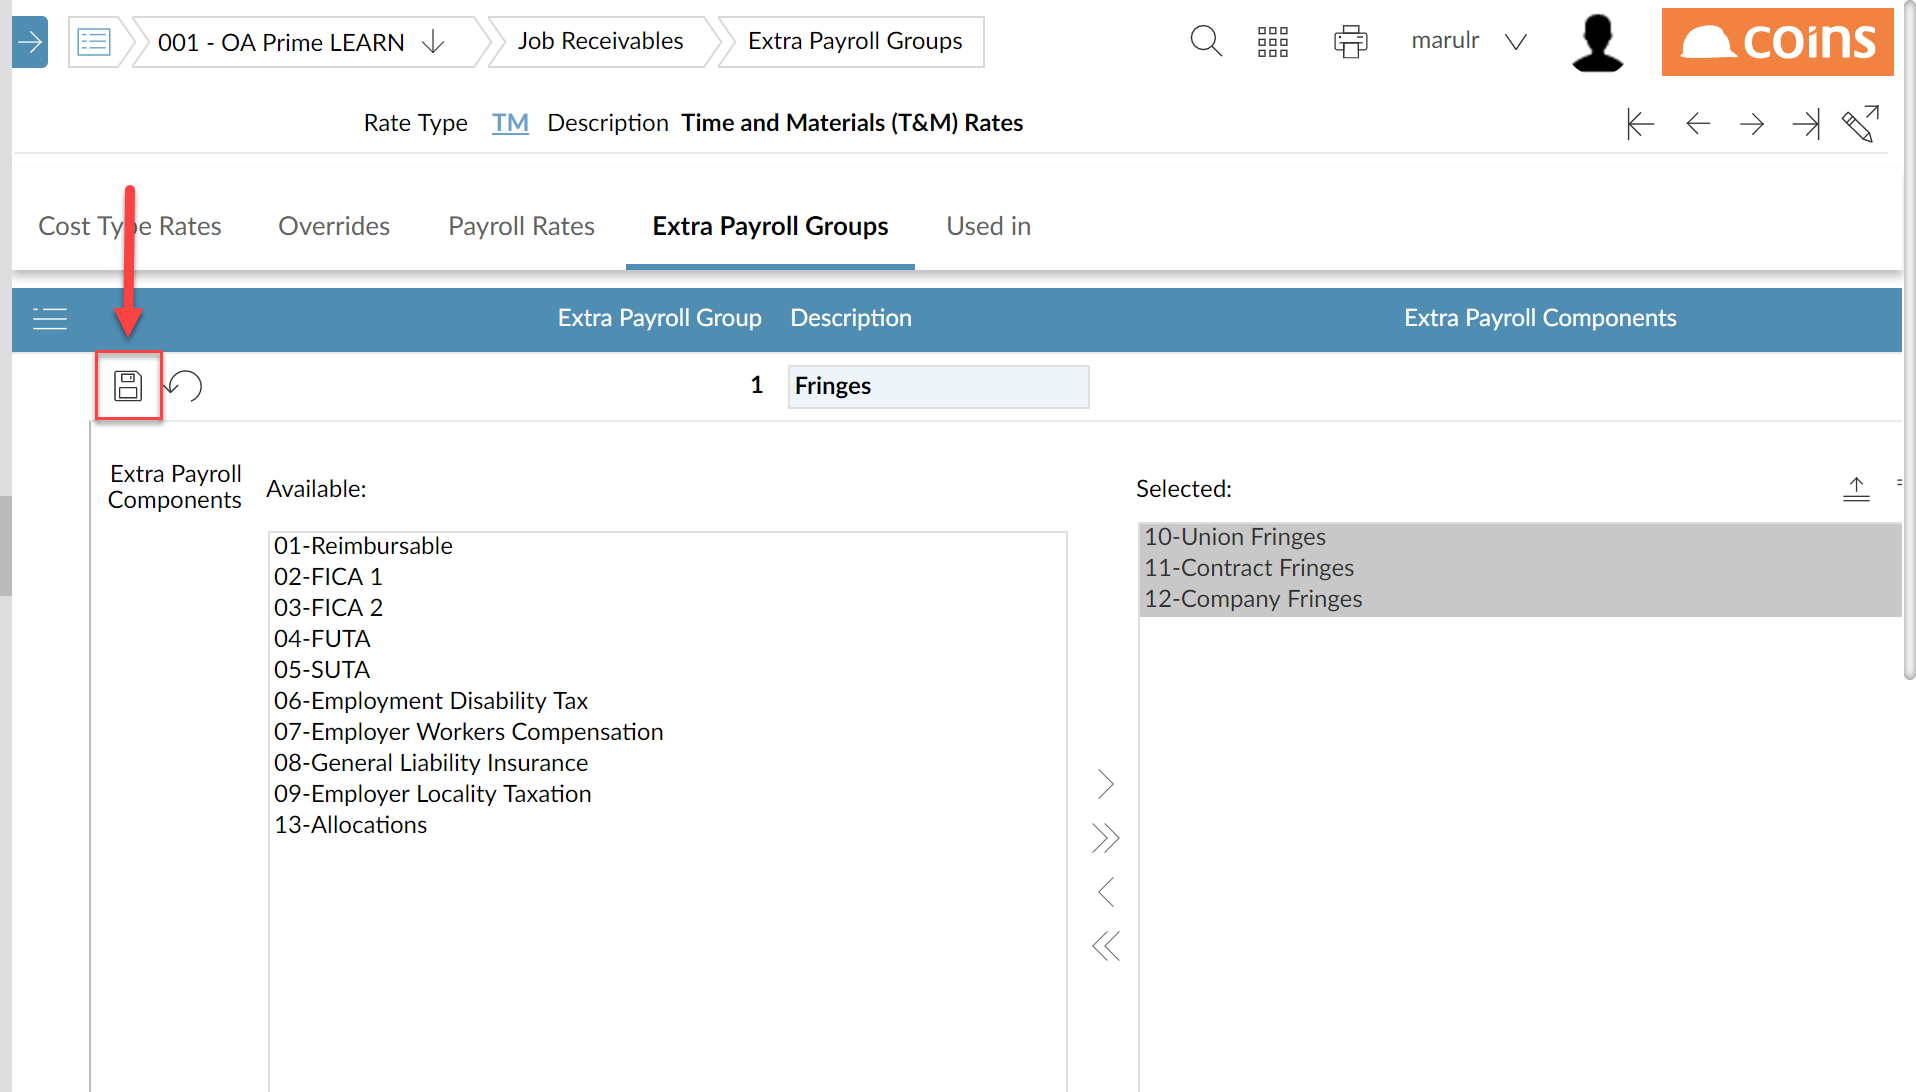 001 - OA Prime LEARN
Job Receivables
Extra Payroll Groups
marulr
coins
Rate Type TM Description Time and Materials (T&M) Rates
Cost Type Rates
Overrides
Payroll Rates
Extra Payroll Groups
Used in
Extra Payroll Group
Description
Extra Payroll Components
1
Fringes
Extra Payroll
Components
Available:
01-Reimbursable
02-FICA 1
03-FICA 2
04-FUTA
05-SUTA
06-Employment Disability Tax
07-Employer Workers Compensation
08-General Liability Insurance
09-Employer Locality Taxation
13-Allocations
Selected:
10-Union Fringes
11-Contract Fringes
12-Company Fringes